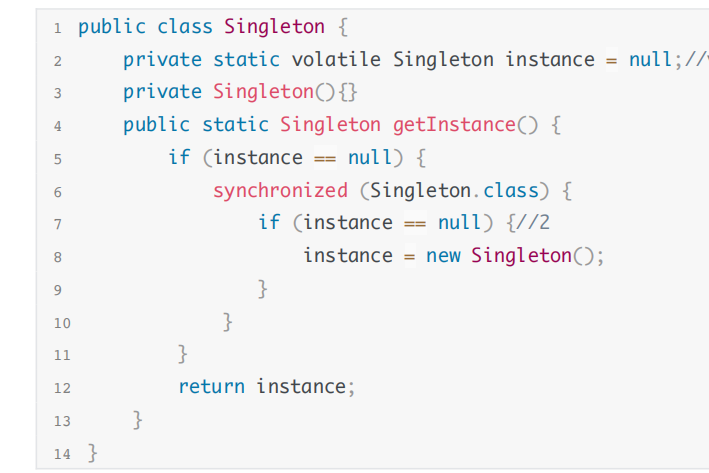 1 public class Singleton {
2     private static volatile Singleton instance = null;//
3     private Singleton(){}
4     public static Singleton getInstance() {
5         if (instance == null) {
6             synchronized (Singleton.class) {
7                 if (instance == null) {//2
8                     instance = new Singleton();
9                 }
10             }
11         }
12         return instance;
13     }
14 }